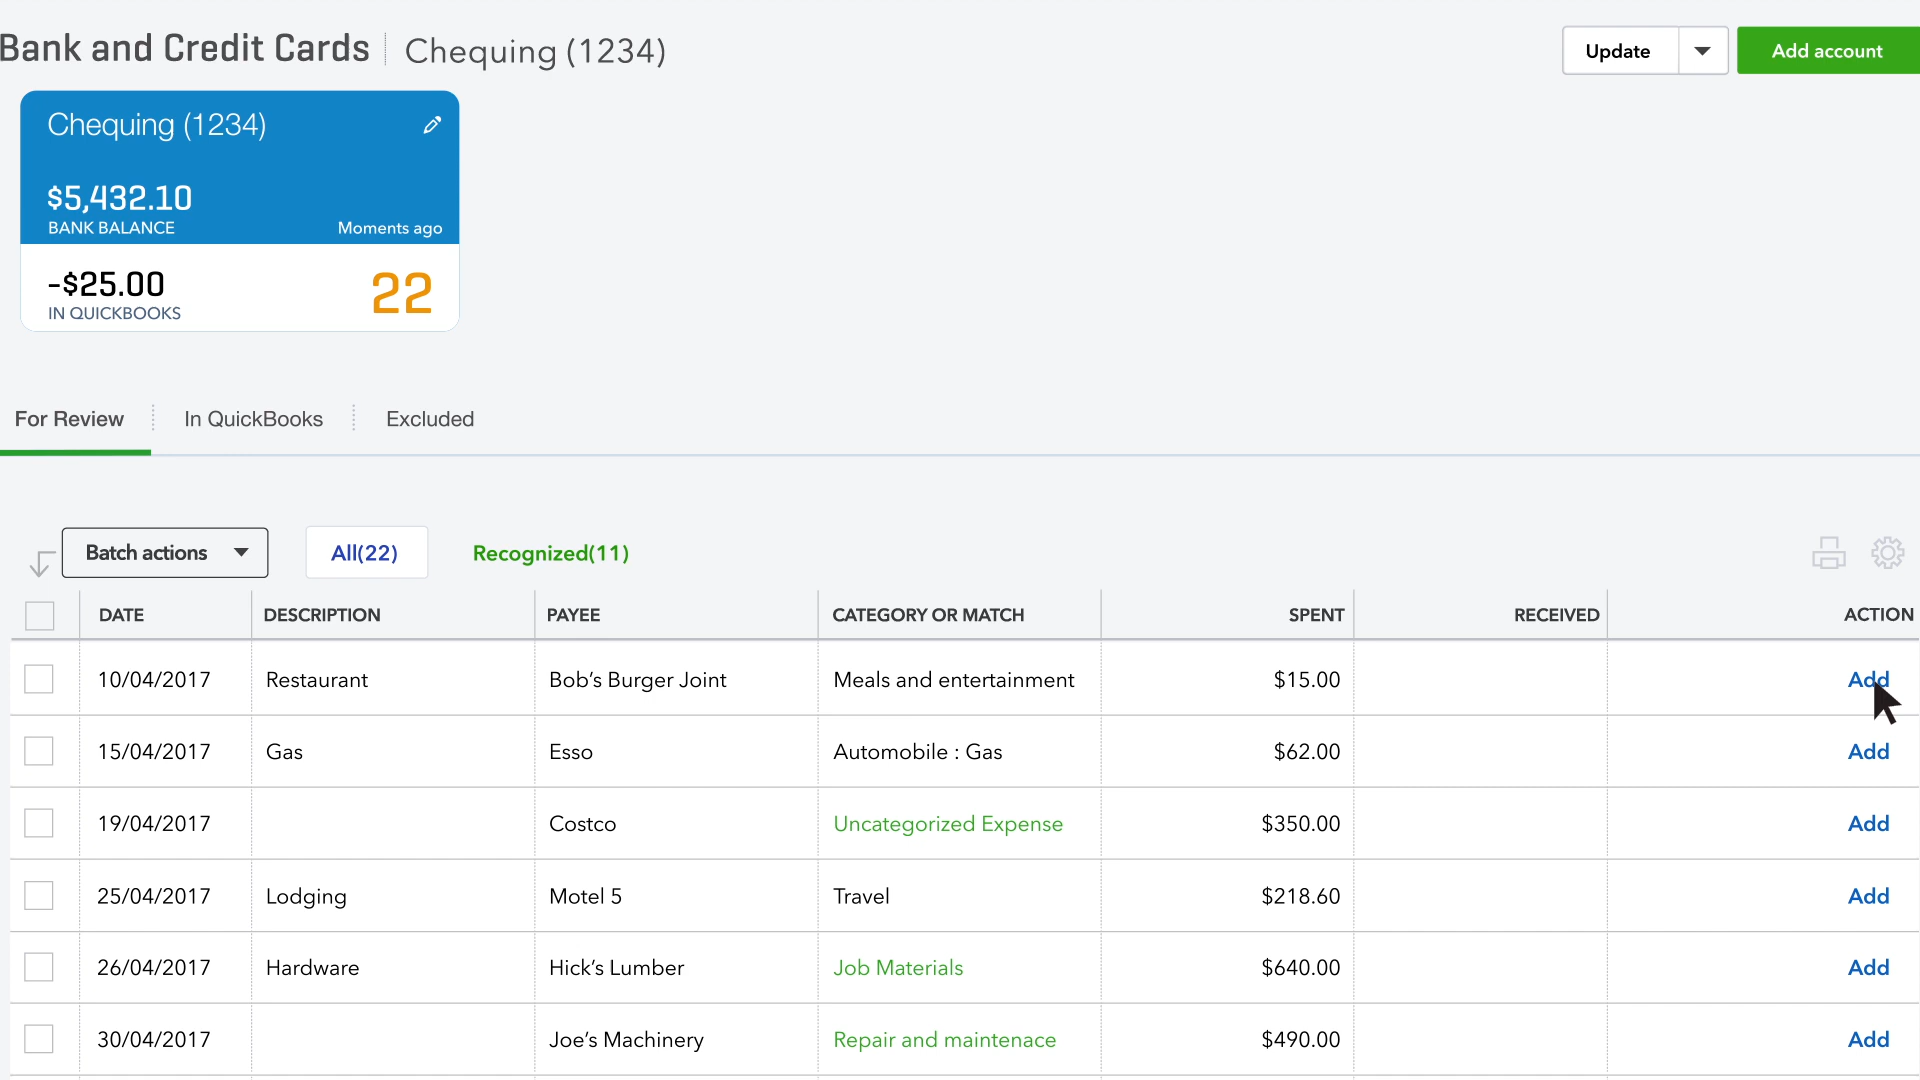 Bank and Credit Cards Chequing (1234)
Update Add account
Chequing (1234)
$5,432.10
BANK BALANCE Moments ago
-$25.00 22
IN QUICKBOOKS
For Review In QuickBooks Excluded
Batch actions All(22) Recognized(11)
DATE DESCRIPTION PAYEE CATEGORY OR MATCH SPENT RECEIVED ACTION
10/04/2017 Restaurant Bob's Burger Joint Meals and entertainment $15.00 Add
15/04/2017 Gas Esso Automobile : Gas $62.00 Add
19/04/2017 Costco Uncategorized Expense $350.00 Add
25/04/2017 Lodging Motel 5 Travel $218.60 Add
26/04/2017 Hardware Hick's Lumber Job Materials $640.00 Add
30/04/2017 Joe's Machinery Repair and maintenace $490.00 Add